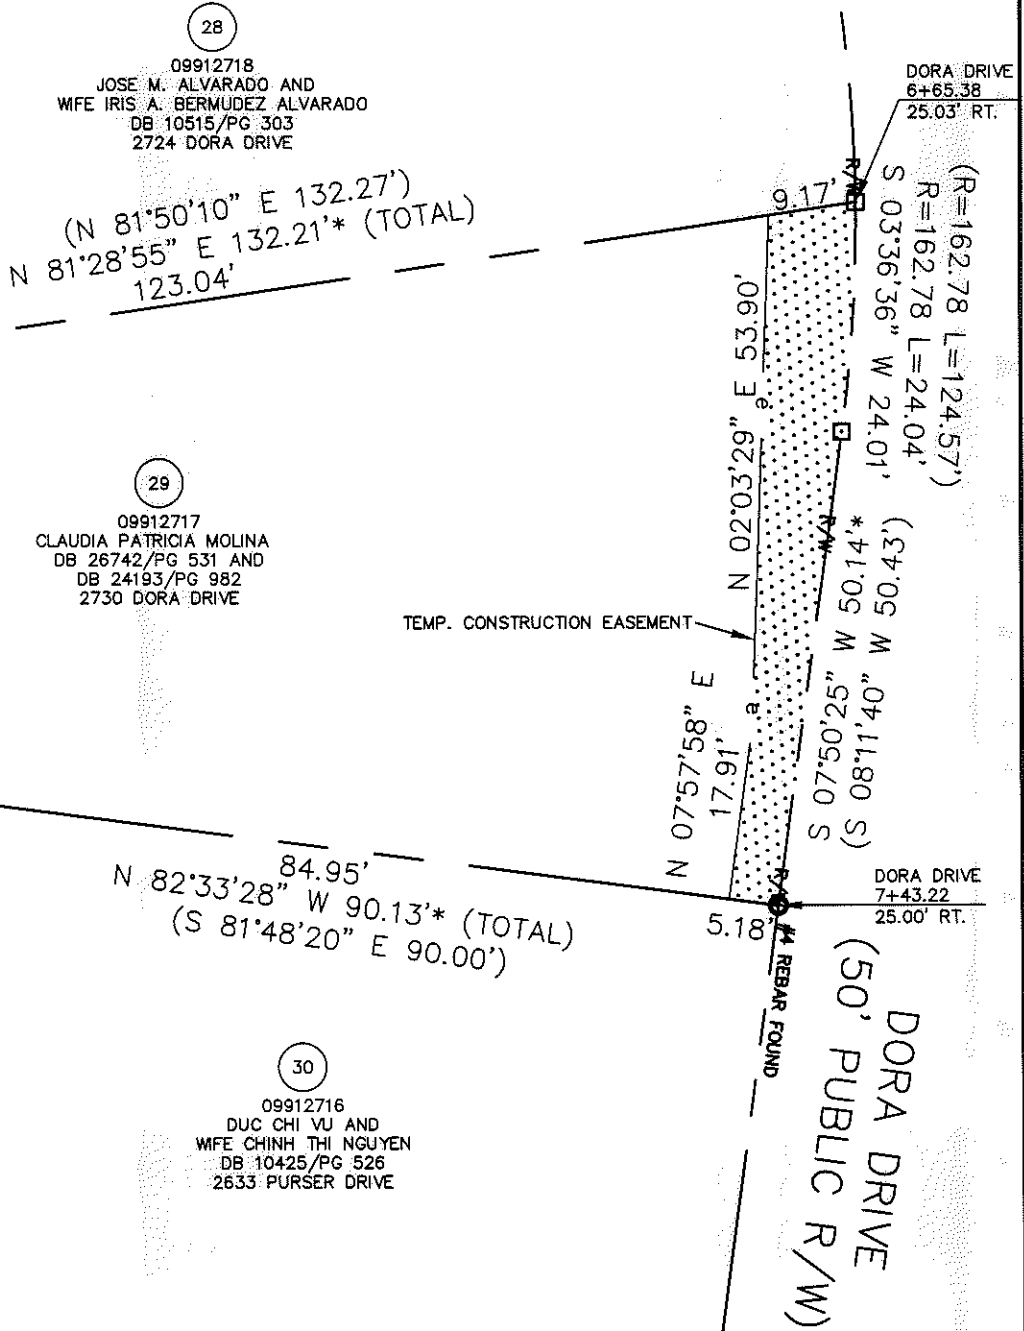 28
09912718
JOSE M. ALVARADO AND
WIFE IRIS A. BERMUDEZ ALVARADO
DB 10515/PG 303
2724 DORA DRIVE
DORA DRIVE
6+65.38
25.03' RT.
(N 81°50'10" E 132.27')
N 81°28'55" E 132.21'* (TOTAL)
123.04'
9.17'
R/W
(R=162.78 L=124.57')
R=162.78 L=24.04'
S 03°36'36" W 24.01'
N 02°03'29" E 53.90'
e
29
09912717
CLAUDIA PATRICIA MOLINA
DB 26742/PG 531 AND
DB 24193/PG 982
2730 DORA DRIVE
R/W
S 07°50'25" W 50.14'*
(S 08°11'40" W 50.43')
TEMP. CONSTRUCTION EASEMENT
a
N 07°57'58" E
17.91'
84.95'
N 82°33'28" W 90.13'* (TOTAL)
(S 81°48'20" E 90.00')
5.18'
R/W
#4 REBAR FOUND
DORA DRIVE
7+43.22
25.00' RT.
DORA DRIVE
(50' PUBLIC R/W)
30
09912716
DUC CHI VU AND
WIFE CHINH THI NGUYEN
DB 10425/PG 526
2633 PURSER DRIVE